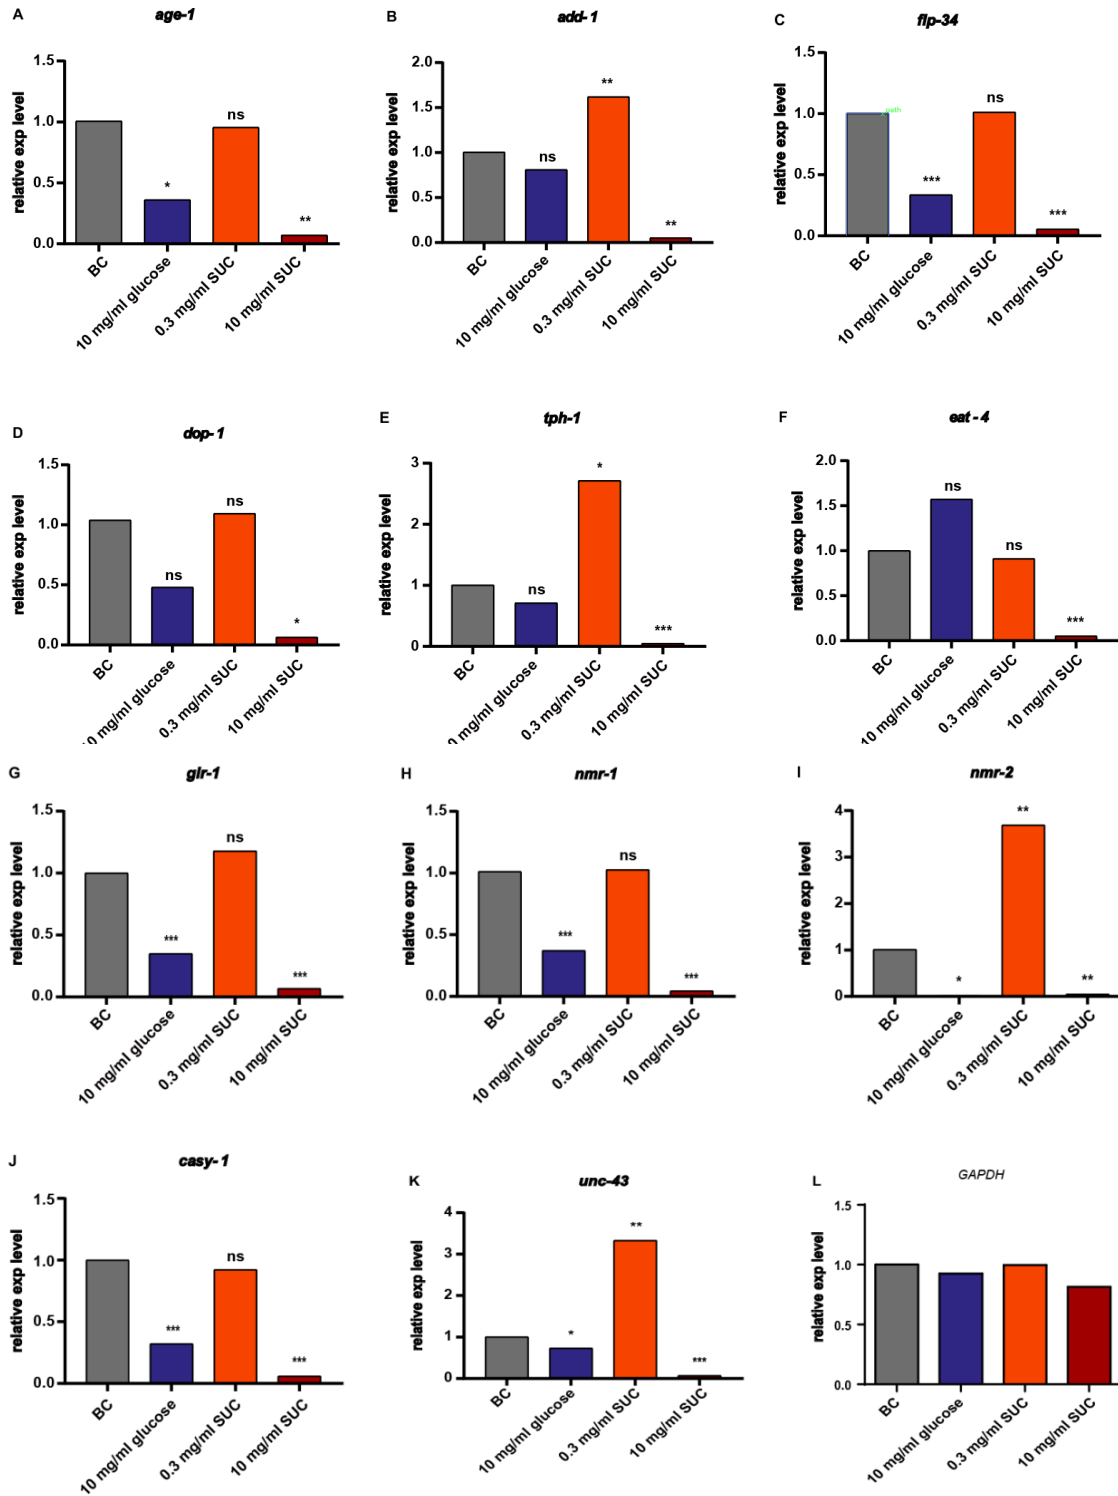 A
age-1
relative exp level
1.5
1.0
0.5
0.0
ns
*
**
BC
10 mg/ml glucose
0.3 mg/ml SUC
10 mg/ml SUC
B
add-1
relative exp level
2.0
1.5
1.0
0.5
0.0
**
ns
**
BC
10 mg/ml glucose
0.3 mg/ml SUC
10 mg/ml SUC
C
flp-34
relative exp level
1.5
1.0
0.5
0.0
path
ns
***
***
BC
10 mg/ml glucose
0.3 mg/ml SUC
10 mg/ml SUC
D
dop-1
relative exp level
1.5
1.0
0.5
0.0
ns
ns
*
BC
10 mg/ml glucose
0.3 mg/ml SUC
10 mg/ml SUC
E
tph-1
relative exp level
3
2
1
0
*
ns
***
BC
0 mg/ml glucose
0.3 mg/ml SUC
10 mg/ml SUC
F
eat-4
relative exp level
2.0
1.5
1.0
0.5
0.0
ns
ns
***
BC
10 mg/ml glucose
0.3 mg/ml SUC
10 mg/ml SUC
G
glr-1
relative exp level
1.5
1.0
0.5
0.0
ns
***
***
BC
10 mg/ml glucose
0.3 mg/ml SUC
10 mg/ml SUC
H
nmr-1
relative exp level
1.5
1.0
0.5
0.0
ns
***
***
BC
10 mg/ml glucose
0.3 mg/ml SUC
10 mg/ml SUC
I
nmr-2
relative exp level
4
3
2
1
0
**
*
**
BC
10 mg/ml glucose
0.3 mg/ml SUC
10 mg/ml SUC
J
casy-1
relative exp level
1.5
1.0
0.5
0.0
ns
***
***
BC
10 mg/ml glucose
0.3 mg/ml SUC
10 mg/ml SUC
K
unc-43
relative exp level
4
3
2
1
0
**
*
***
BC
10 mg/ml glucose
0.3 mg/ml SUC
10 mg/ml SUC
L
GAPDH
relative exp level
1.5
1.0
0.5
0.0
BC
10 mg/ml glucose
0.3 mg/ml SUC
10 mg/ml SUC